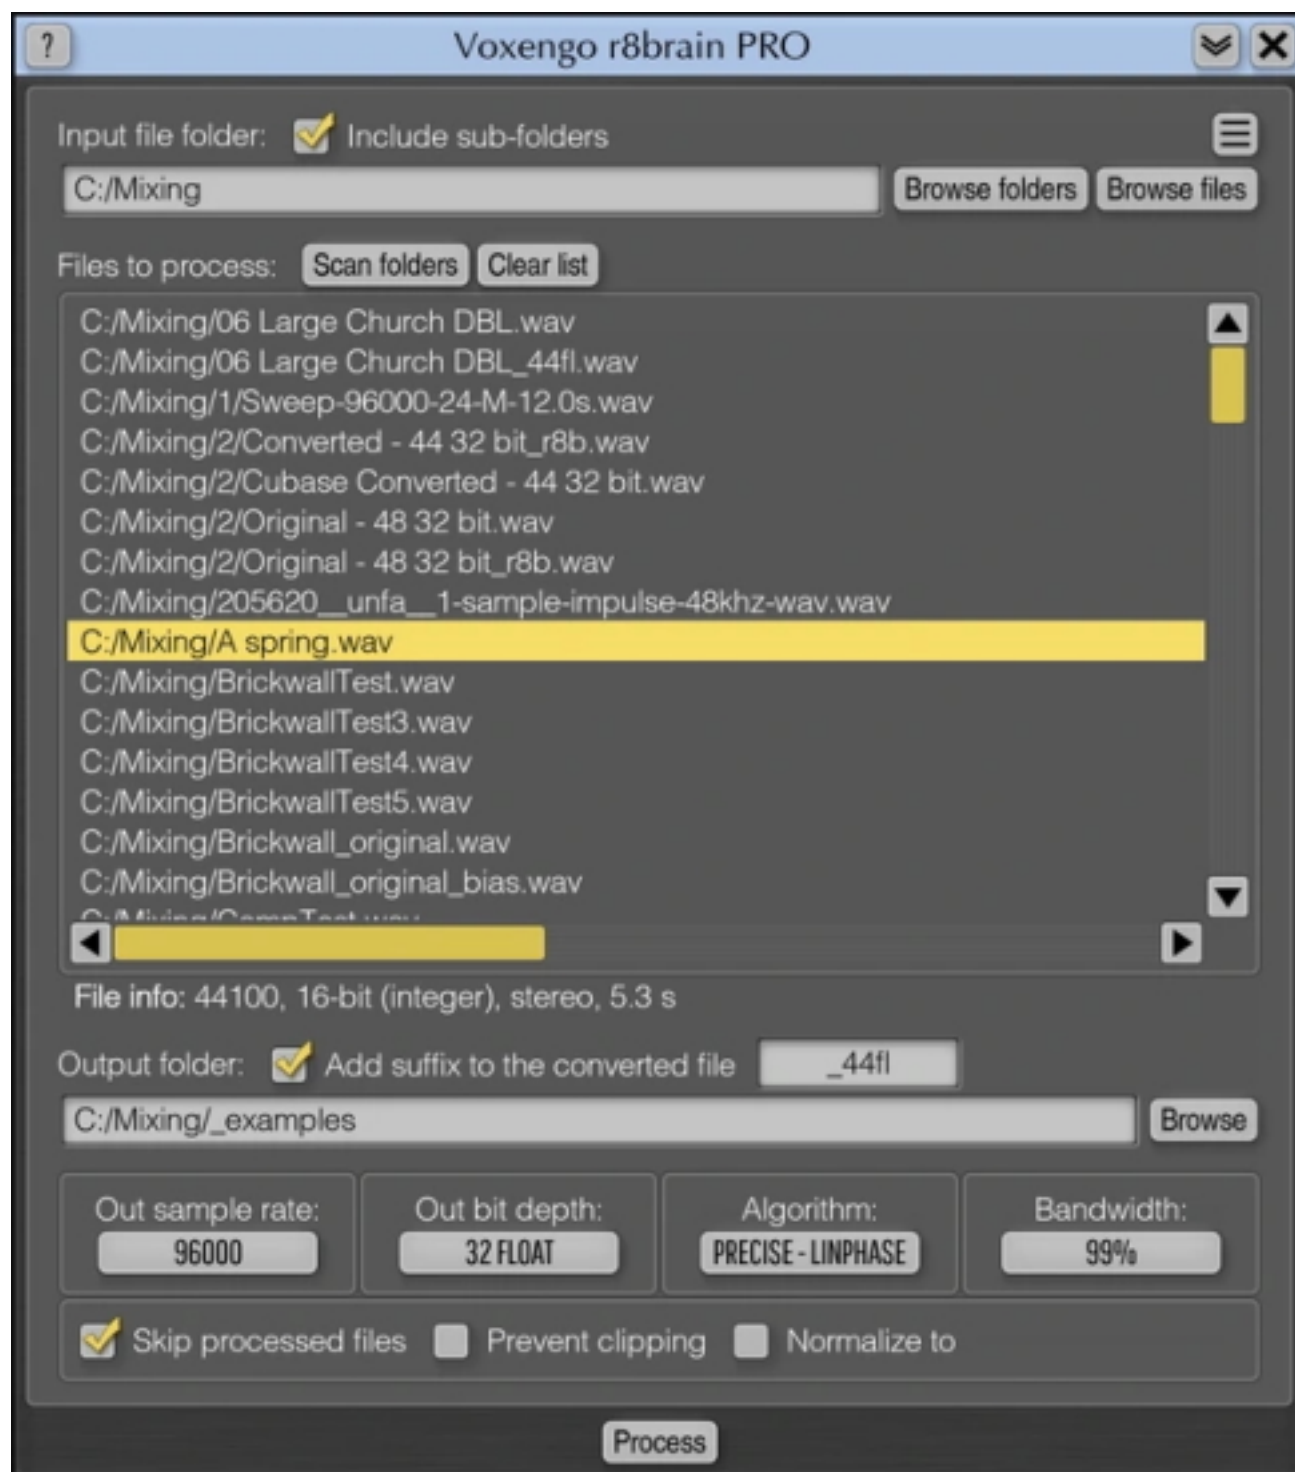 ?
Voxengo r8brain PRO
Input file folder: Include sub-folders
C:/Mixing Browse folders Browse files
Files to process: Scan folders Clear list
C:/Mixing/06 Large Church DBL.wav
C:/Mixing/06 Large Church DBL_44fl.wav
C:/Mixing/1/Sweep-96000-24-M-12.0s.wav
C:/Mixing/2/Converted - 44 32 bit_r8b.wav
C:/Mixing/2/Cubase Converted - 44 32 bit.wav
C:/Mixing/2/Original - 48 32 bit.wav
C:/Mixing/2/Original - 48 32 bit_r8b.wav
C:/Mixing/205620__unfa__1-sample-impulse-48khz-wav.wav
C:/Mixing/A spring.wav
C:/Mixing/BrickwallTest.wav
C:/Mixing/BrickwallTest3.wav
C:/Mixing/BrickwallTest4.wav
C:/Mixing/BrickwallTest5.wav
C:/Mixing/Brickwall_original.wav
C:/Mixing/Brickwall_original_bias.wav
C:/Mixing/CompTest.wav
File info: 44100, 16-bit (integer), stereo, 5.3 s
Output folder: Add suffix to the converted file _44fl
C:/Mixing/_examples Browse
Out sample rate: Out bit depth: Algorithm: Bandwidth:
96000 32 FLOAT PRECISE - LINPHASE 99%
Skip processed files Prevent clipping Normalize to
Process